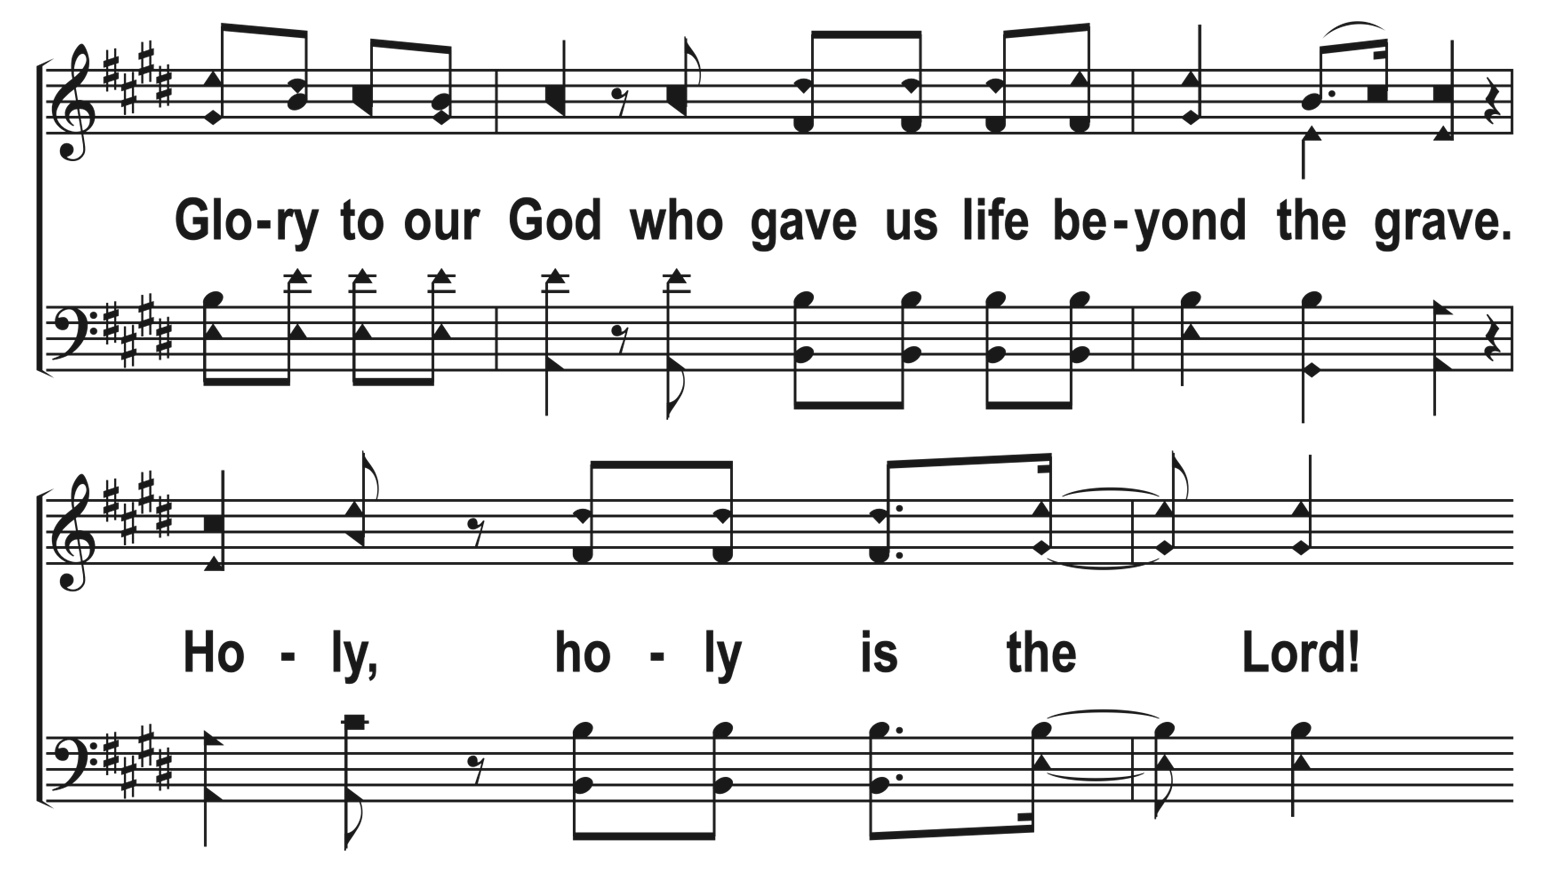 Glo-ry to our God who gave us life be-yond the grave.
Ho - ly, ho - ly is the Lord!